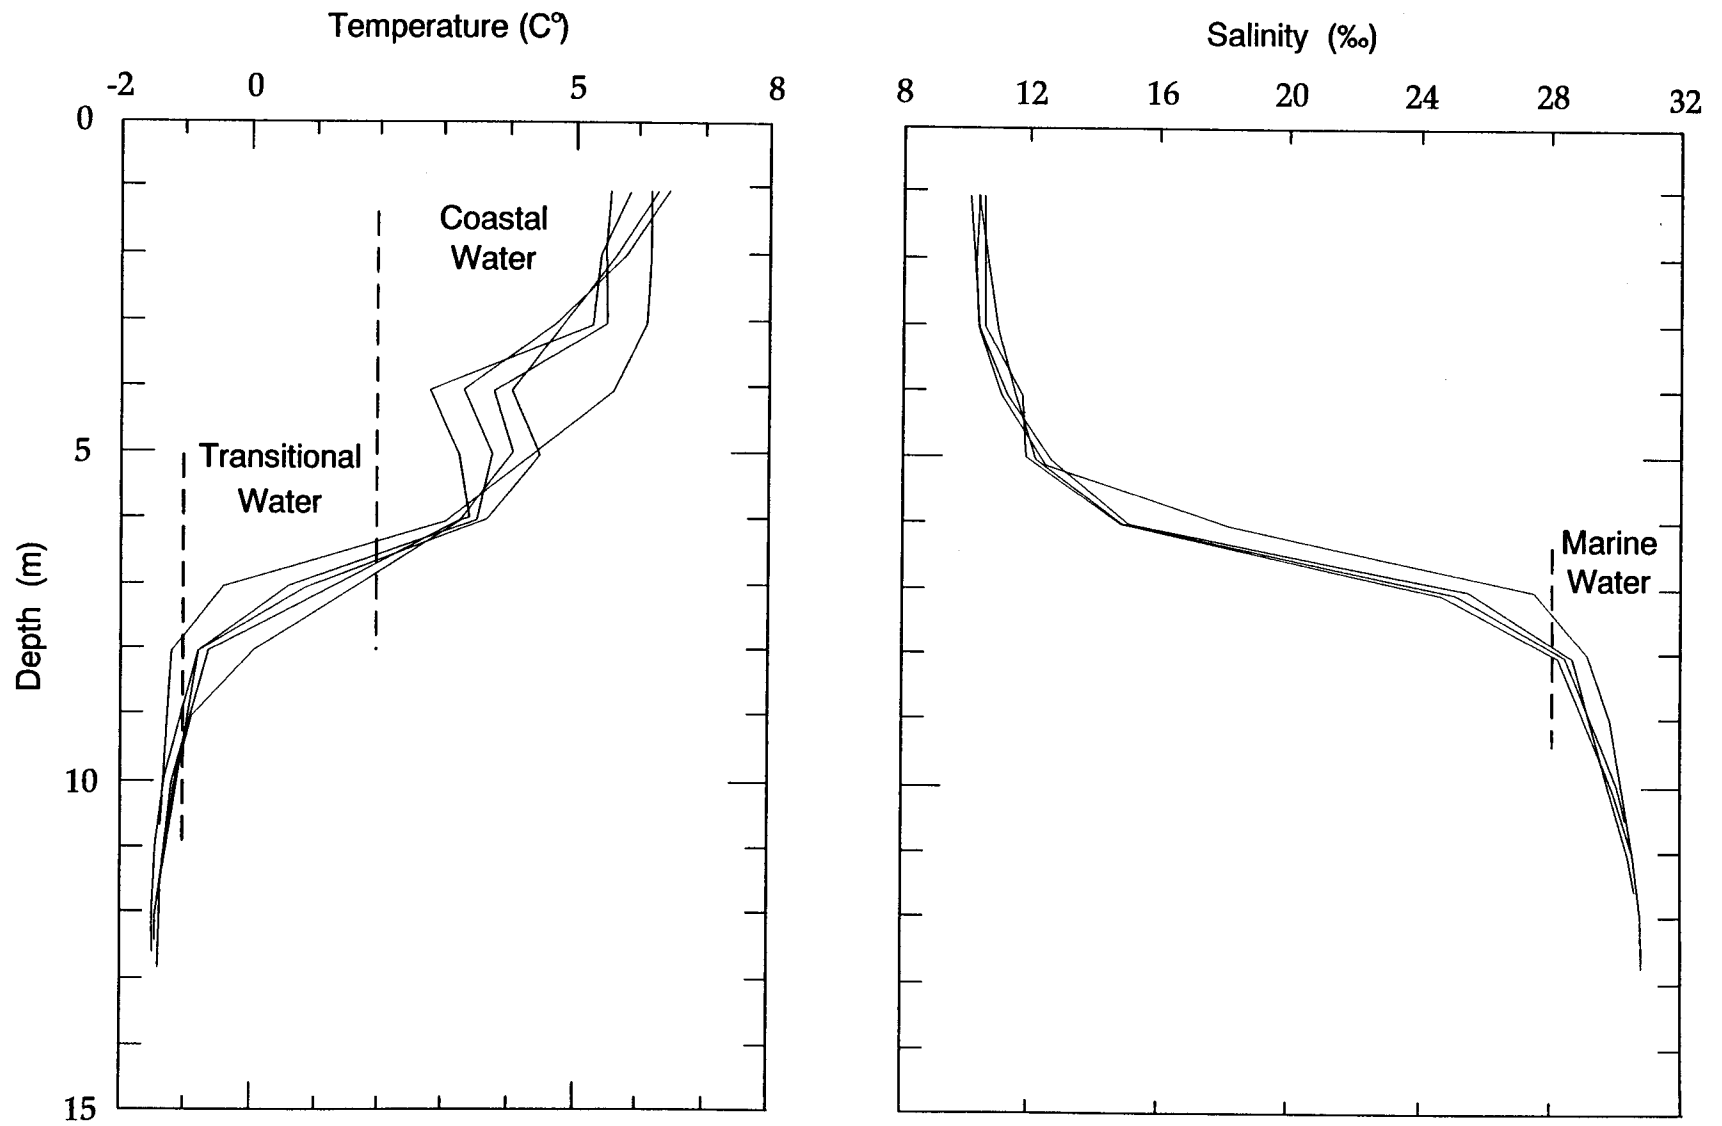 Temperature (C°)
-2 0 5 8
0
5
10
15
Depth (m)
Coastal
Water
Transitional
Water
Salinity (‰)
8 12 16 20 24 28 32
Marine
Water